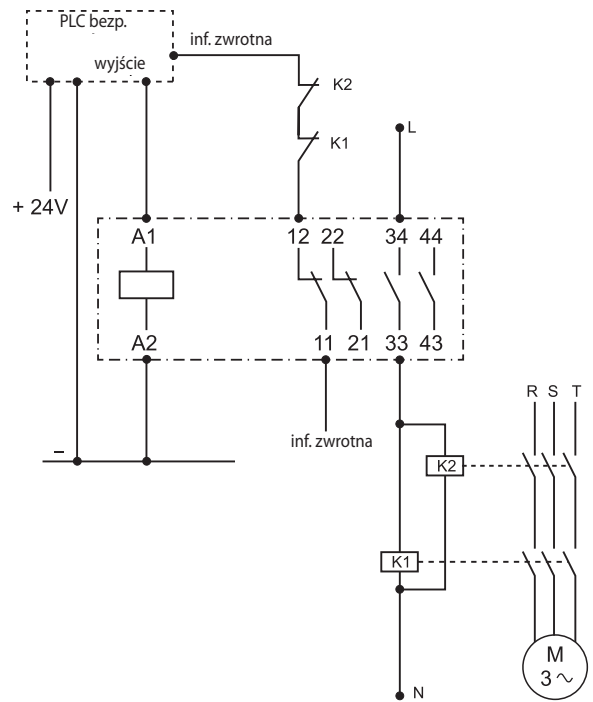 PLC bezp.
wyjście
inf. zwrotna
K2
K1
L
+ 24V
A1
12 22
34 44
A2
11 21
33 43
inf. zwrotna
–
R S T
K2
K1
M
3 ~
N